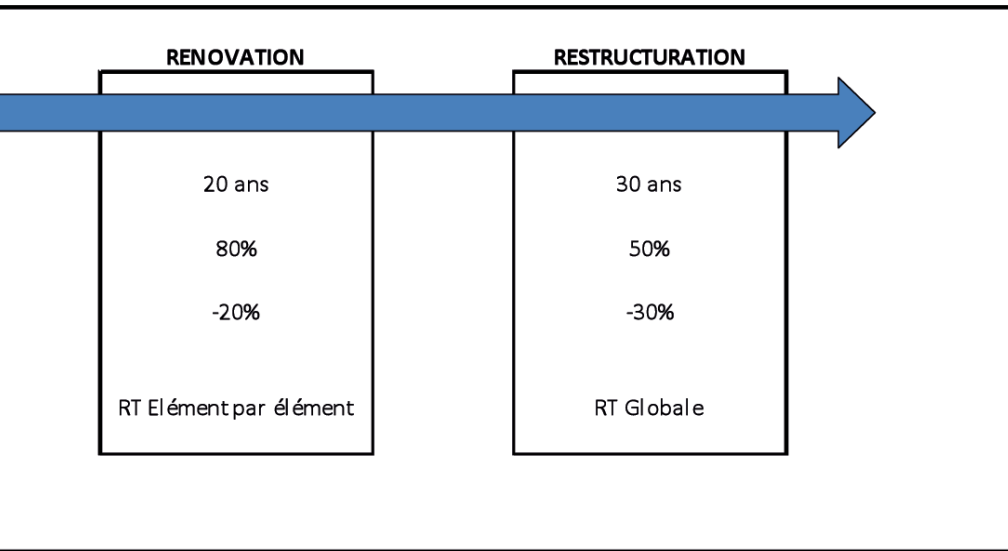 RENOVATION RESTRUCTURATION
20 ans 30 ans
80% 50%
-20% -30%
RT Elément par élément RT Globale